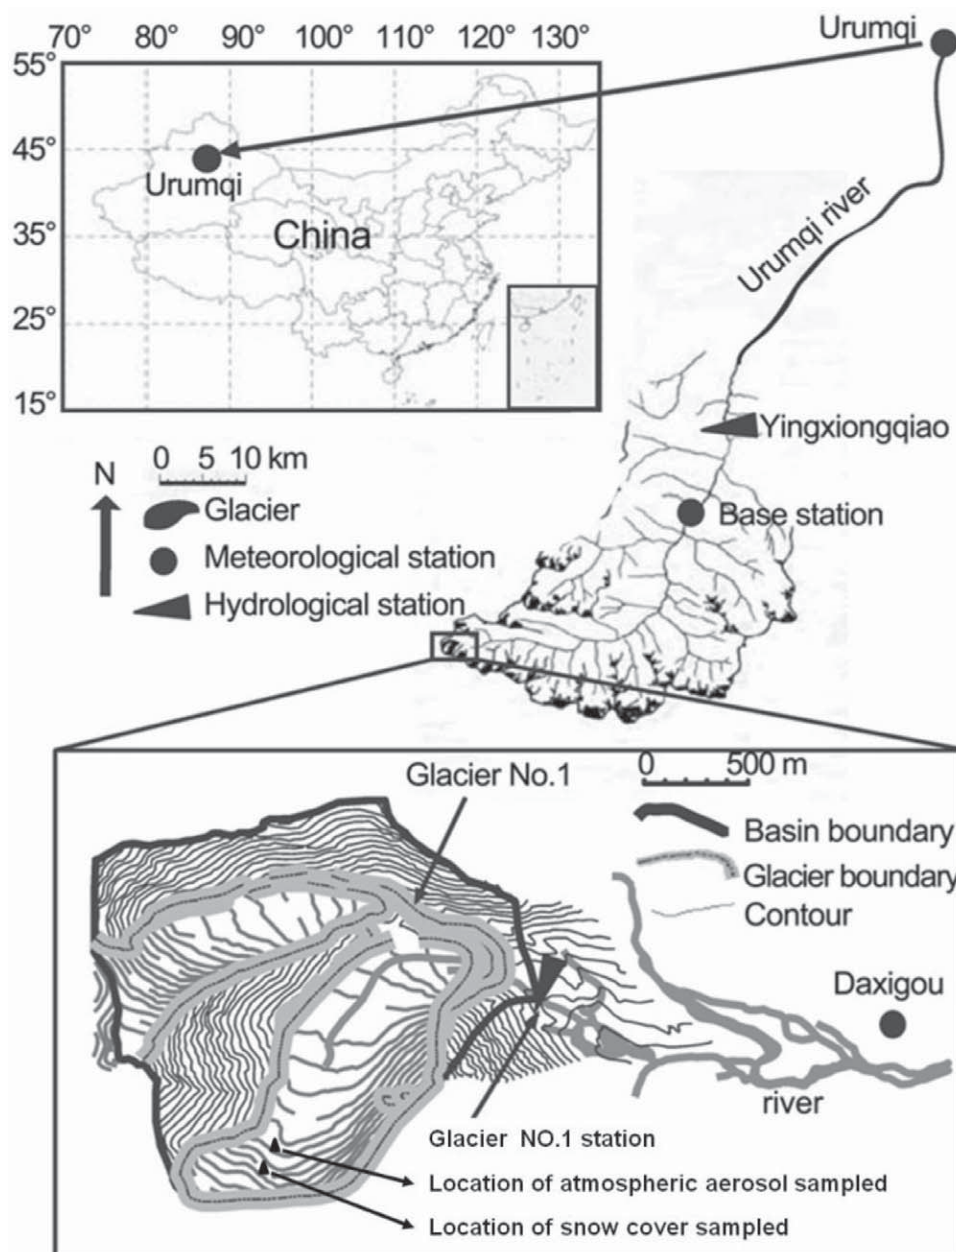 Urumqi
70° 80° 90° 100° 110° 120° 130°
55°
45°
35°
25°
15°
Urumqi
China
Urumqi river
Yingxiongqiao
N
0 5 10 km
Glacier
Base station
Meteorological station
Hydrological station
0 500 m
Glacier No.1
Basin boundary
Glacier boundary
Contour
Daxigou
river
Glacier NO.1 station
Location of atmospheric aerosol sampled
Location of snow cover sampled